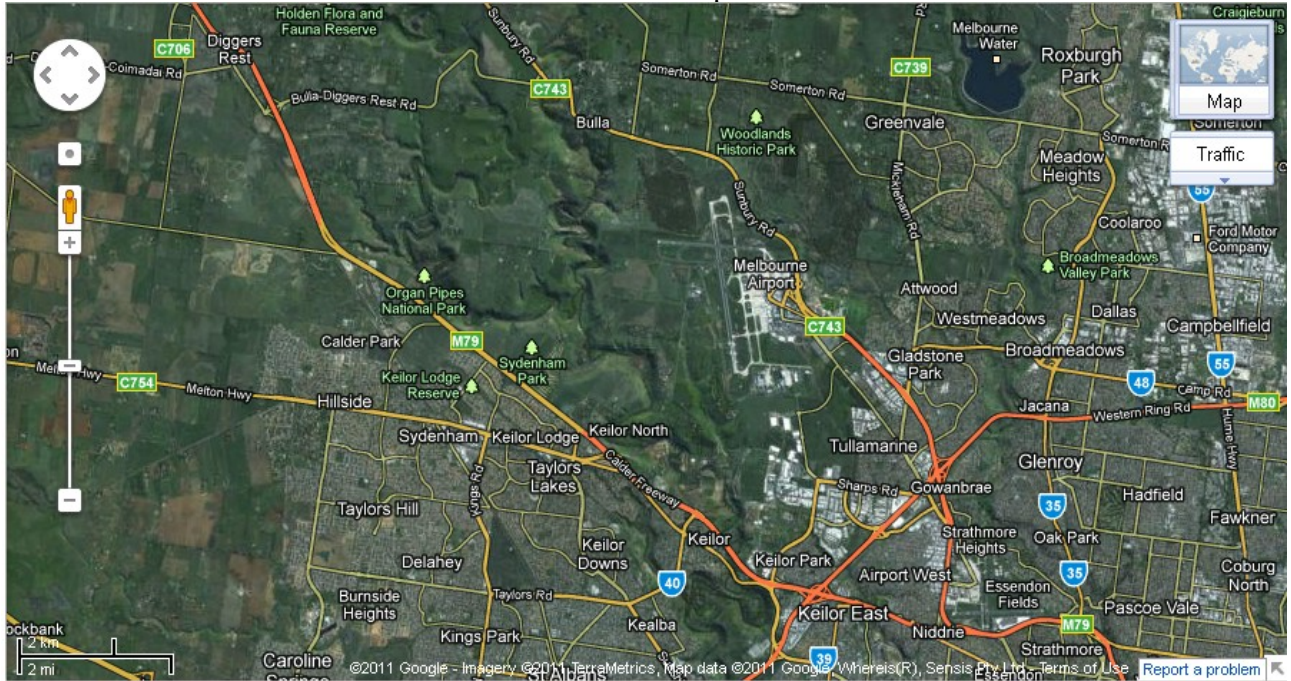 Holden Flora and
Fauna Reserve
Sunbury Rd
Craigieburn
C706
Diggers
Rest
Melbourne
Water
Roxburgh
Park
-Coimadai Rd
C743
Somerton Rd
C739
Somerton Rd
Map
Bulla-Diggers Rest Rd
Bulla
Woodlands
Historic Park
Greenvale
Somerton
Somerton R
Traffic
Meadow
Heights
Mickleham Rd
55
Sunbury Rd
Coolaroo
Ford Motor
Company
Melbourne
Airport
Broadmeadows
Valley Park
Organ Pipes
National Park
Attwood
Westmeadows
Dallas
C743
Campbellfield
Calder Park
M79
Sydenham
Park
Gladstone
Park
Broadmeadows
55
Melton Hwy
C754
Melton Hwy
Keilor Lodge
Reserve
48
Camp Rd
M80
Hillside
Jacana
Western Ring Rd
Hume Hwy
Sydenham
Keilor Lodge
Keilor North
Tullamarine
Taylors
Lakes
Calder Freeway
Glenroy
Kings Rd
Sharps Rd
Gowanbrae
Hadfield
Taylors Hill
35
Fawkner
Keilor
Strathmore
Heights
Oak Park
Delahey
Keilor
Downs
Keilor Park
Airport West
Coburg
North
40
35
Burnside
Heights
Taylors Rd
Essendon
Fields
Pascoe Vale
Keilor East
Kealba
M79
Niddrie
ockbank
Kings Park
2 km
Strathmore
2 mi
Caroline
Springs
39
St Albans
Essendon
©2011 Google - Imagery ©2011 TerraMetrics, Map data ©2011 Google, Whereis(R), Sensis Pty Ltd - Terms of Use
Report a problem